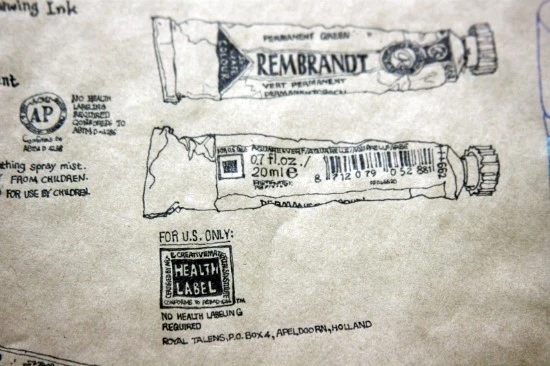 awing Ink
PERMANENT GREEN
REMBRANDT
VERT PERMANENT
nt
ACMI
AP
NO HEALTH
LABELING
REQUIRED
CONFORMS TO
ASTM D-4236
thing spray mist.
FROM CHILDREN.
FOR USE BY CHILDREN.
0,7 fl.oz./
20ml e
8 712079 052881
FOR U.S. ONLY:
HEALTH
LABEL
TM
NO HEALTH LABELING
REQUIRED
ROYAL TALENS, P.O. BOX 4, APELDOORN, HOLLAND